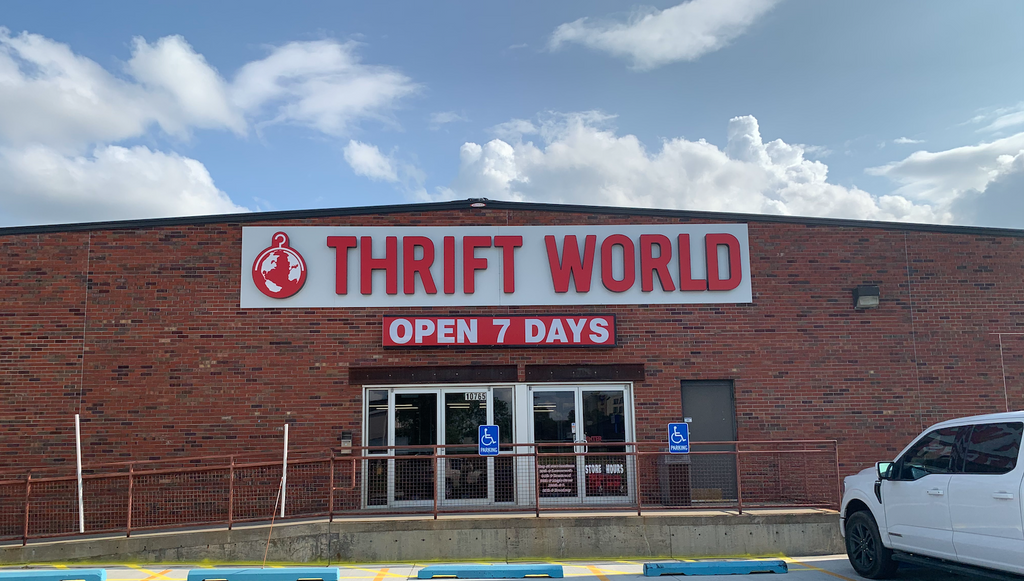 THRIFT WORLD
OPEN 7 DAYS
10765
PARKING
PARKING
STORE HOURS